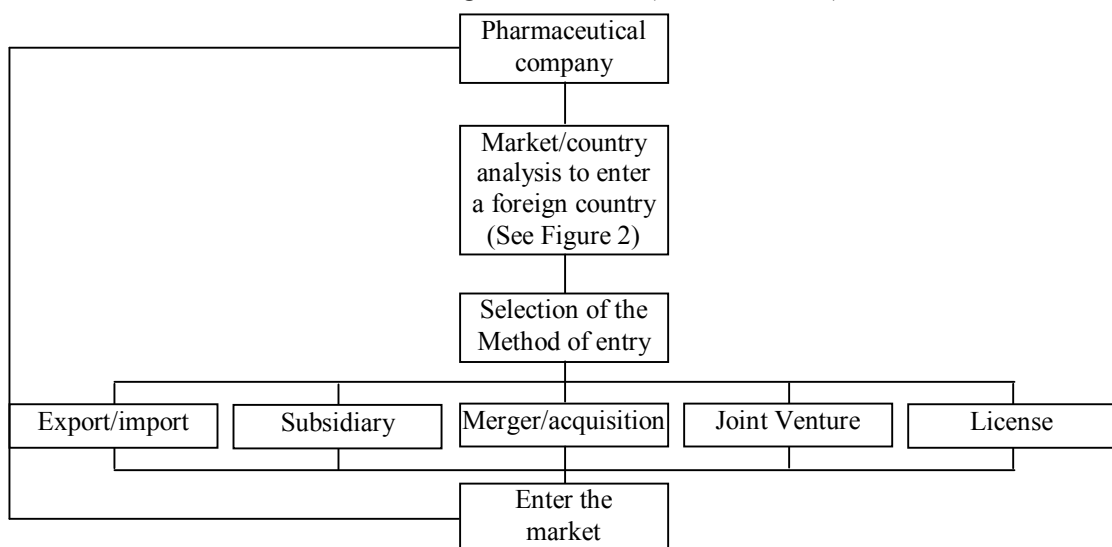 Pharmaceutical
company
Market/country
analysis to enter
a foreign country
(See Figure 2)
Selection of the
Method of entry
Export/import
Subsidiary
Merger/acquisition
Joint Venture
License
Enter the
market